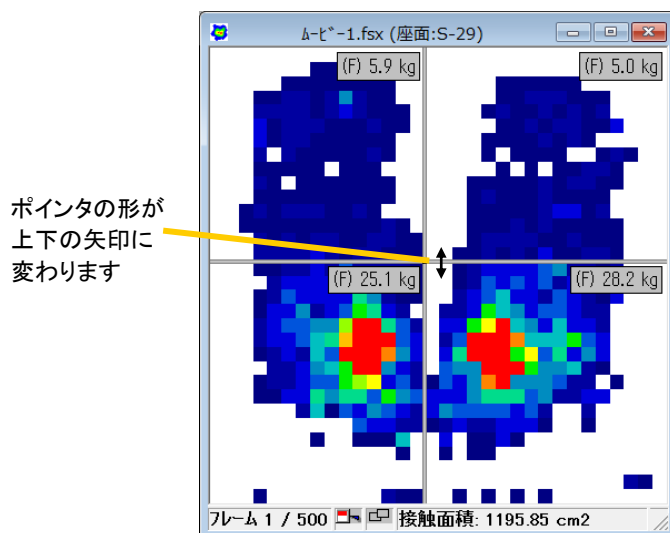 ﾑｰﾋﾞｰ1.fsx (座面:S-29)
(F) 5.9 kg
(F) 5.0 kg
ポインタの形が
上下の矢印に
変わります
(F) 25.1 kg
(F) 28.2 kg
フレーム 1 / 500
接触面積: 1195.85 cm2